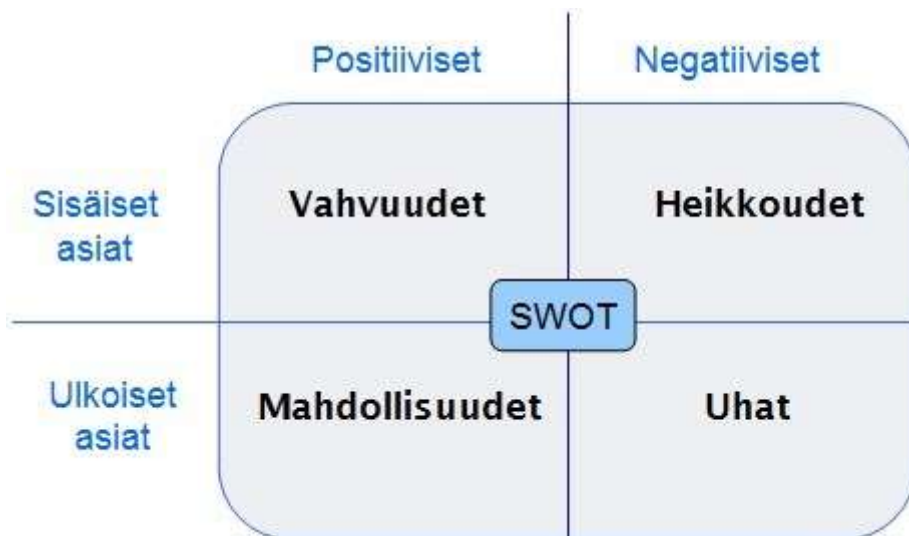 Positiiviset Negatiiviset
Sisäiset
asiat
Vahvuudet Heikkoudet
SWOT
Ulkoiset
asiat
Mahdollisuudet Uhat